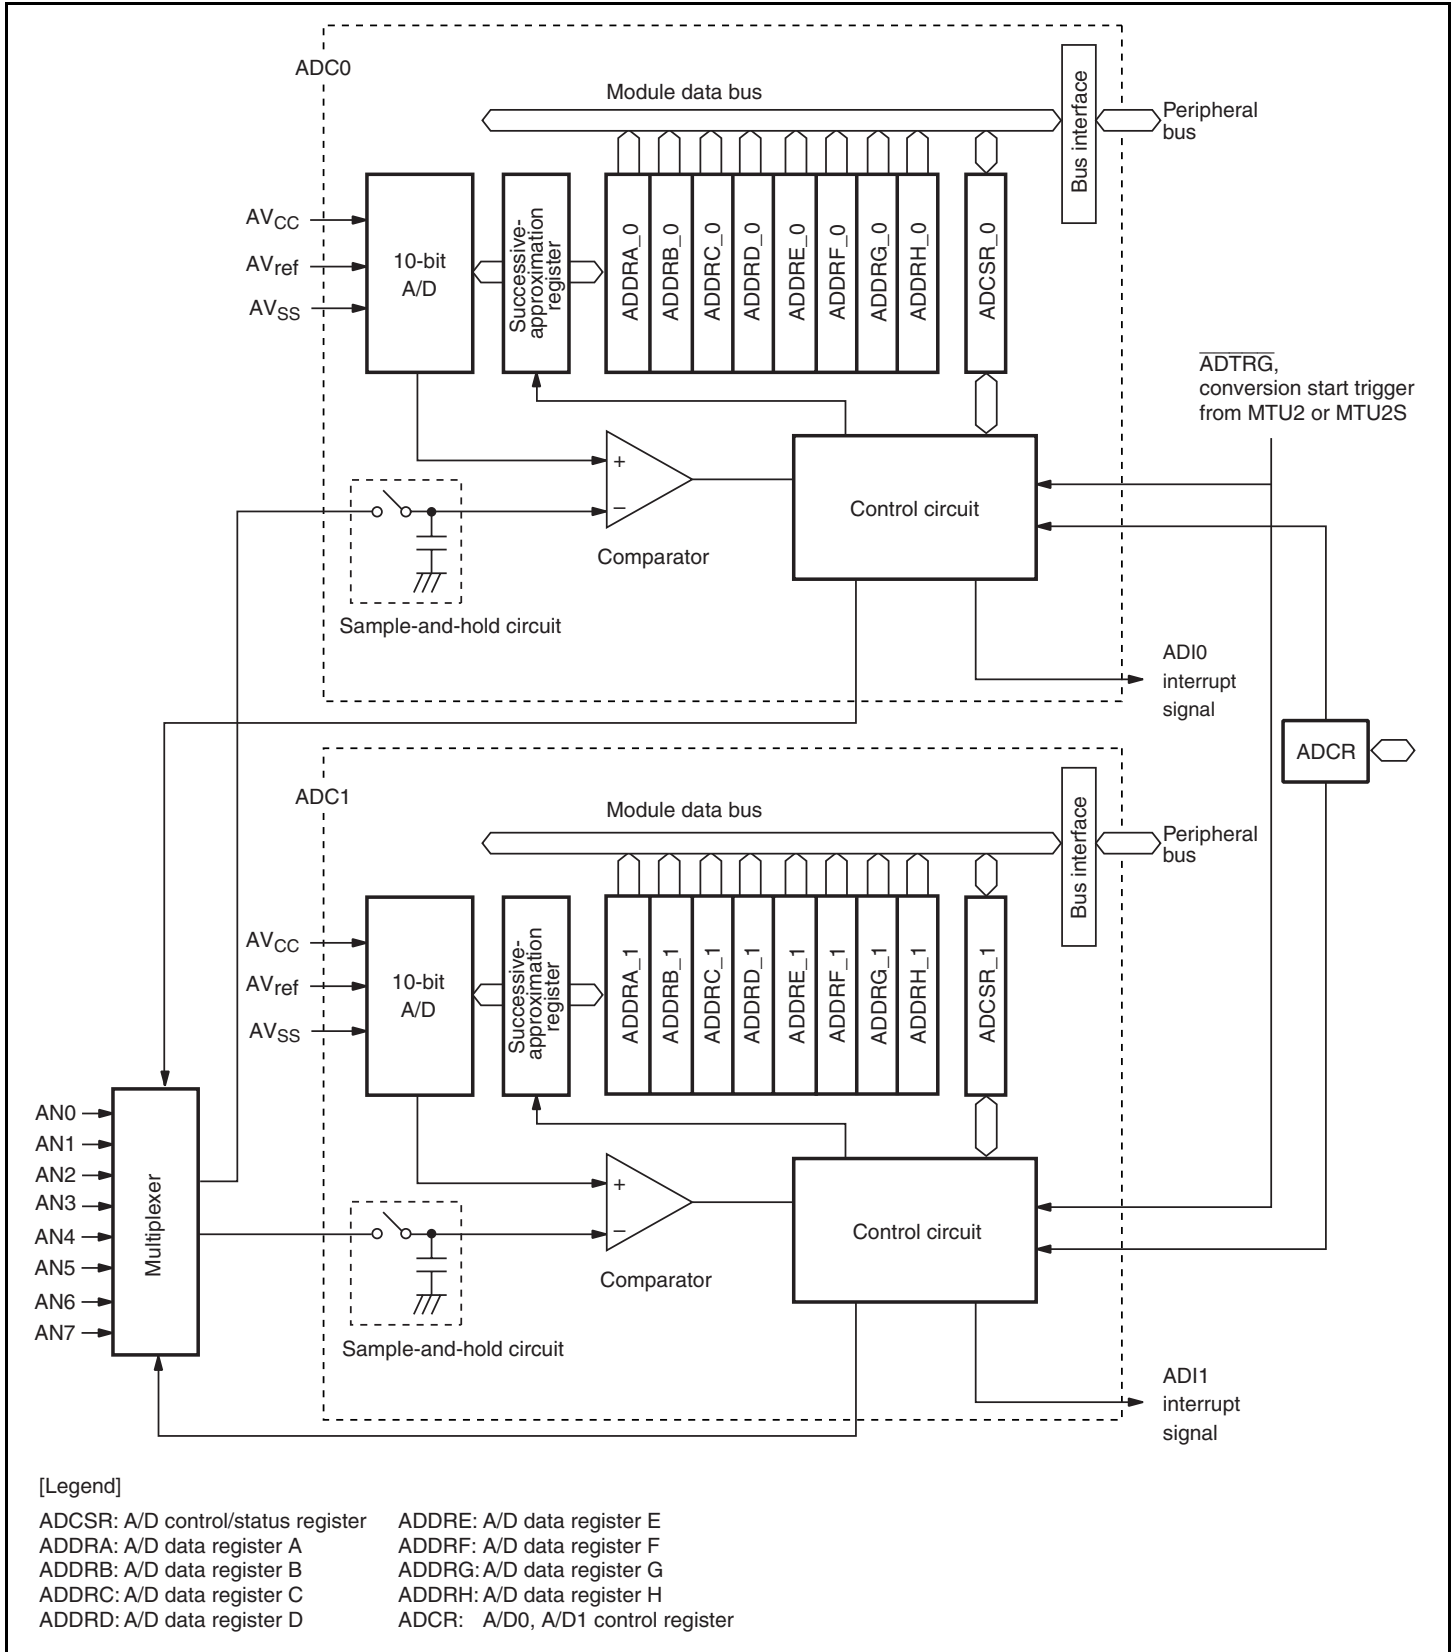 ADC0
Module data bus
Bus interface
Peripheral
bus
AVCC
AVref
AVSS
10-bit
A/D
Successive-
approximation
register
ADDRA_0
ADDRB_0
ADDRC_0
ADDRD_0
ADDRE_0
ADDRF_0
ADDRG_0
ADDRH_0
ADCSR_0
ADTRG,
conversion start trigger
from MTU2 or MTU2S
+
−
Comparator
Control circuit
Sample-and-hold circuit
ADI0
interrupt
signal
ADCR
ADC1
Module data bus
Bus interface
Peripheral
bus
AVCC
AVref
AVSS
10-bit
A/D
Successive-
approximation
register
ADDRA_1
ADDRB_1
ADDRC_1
ADDRD_1
ADDRE_1
ADDRF_1
ADDRG_1
ADDRH_1
ADCSR_1
AN0
AN1
AN2
AN3
AN4
AN5
AN6
AN7
Multiplexer
+
−
Comparator
Control circuit
Sample-and-hold circuit
ADI1
interrupt
signal
[Legend]
ADCSR: A/D control/status register
ADDRA: A/D data register A
ADDRB: A/D data register B
ADDRC: A/D data register C
ADDRD: A/D data register D
ADDRE: A/D data register E
ADDRF: A/D data register F
ADDRG: A/D data register G
ADDRH: A/D data register H
ADCR: A/D0, A/D1 control register